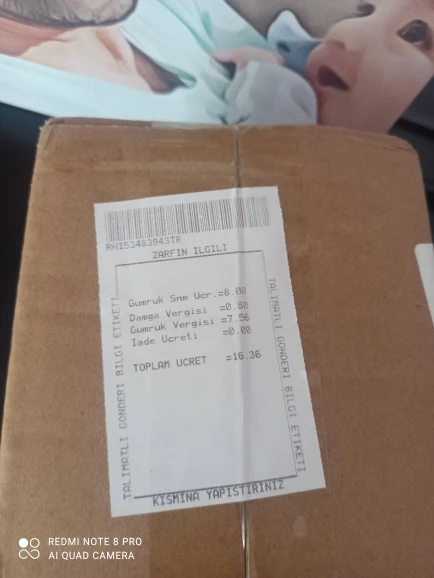 RH153483943TR
ZARFIN ILGILI
TALIMATLI GONDERI BILGI ETIKETI
Gumruk Snm Ucr.=8.00
Damga Vergisi =0.80
Gumruk Vergisi =7.56
Iade Ucreti =0.00
TOPLAM UCRET =16.36
TALIMATLI GONDERI BILGI ETIKETI
KISMINA YAPISTIRINIZ
REDMI NOTE 8 PRO
AI QUAD CAMERA